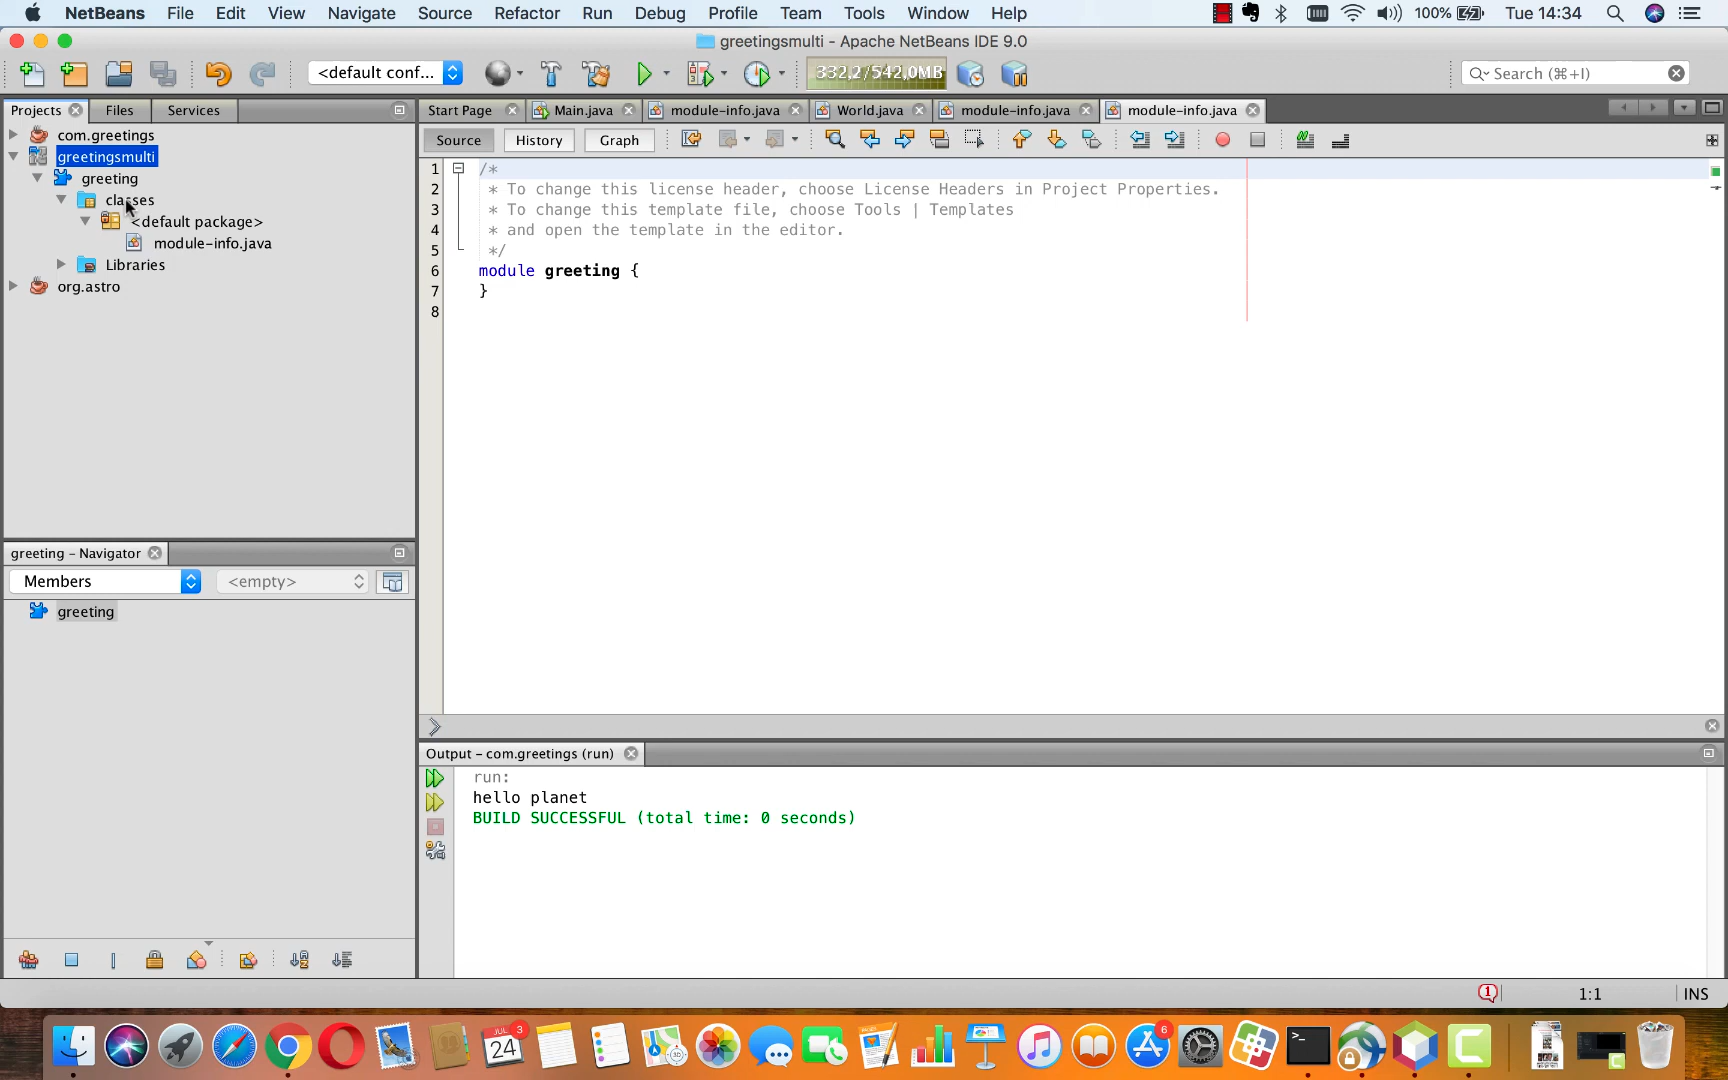 NetBeans File Edit View Navigate Source Refactor Run Debug Profile Team Tools Window Help 100% Tue 14:34
greetingsmulti - Apache NetBeans IDE 9.0
<default conf... 332,2/542,0MB Search (⌘+I)
Projects Files Services
Start Page Main.java module-info.java World.java module-info.java module-info.java
Source History Graph
com.greetings
greetingsmulti
greeting
classes
<default package>
module-info.java
Libraries
org.astro
1 /*
2 * To change this license header, choose License Headers in Project Properties.
3 * To change this template file, choose Tools | Templates
4 * and open the template in the editor.
5 */
6 module greeting {
7 }
8
greeting - Navigator
Members <empty>
greeting
Output - com.greetings (run)
run:
hello planet
BUILD SUCCESSFUL (total time: 0 seconds)
1 1:1 INS
JUL 24 3
6